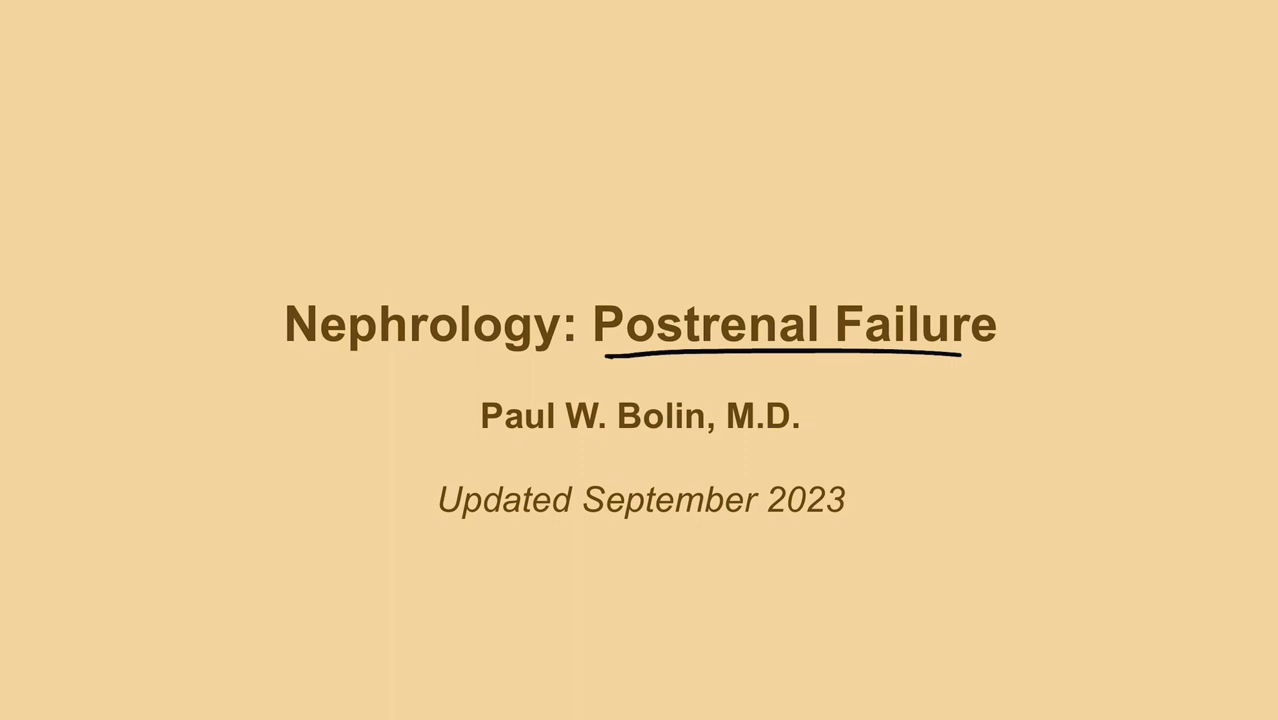 Nephrology: Postrenal Failure
Paul W. Bolin, M.D.
Updated September 2023